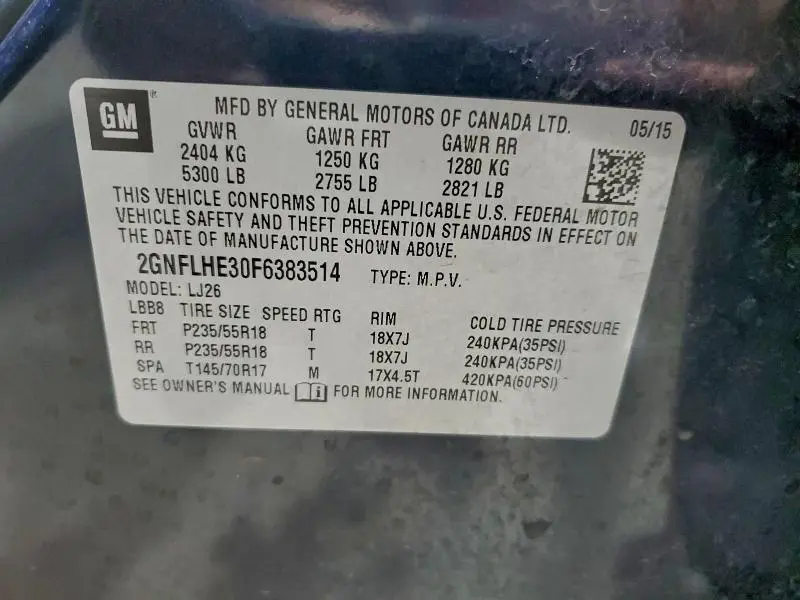 GM ®
MFD BY GENERAL MOTORS OF CANADA LTD. 05/15
GVWR GAWR FRT GAWR RR
2404 KG 1250 KG 1280 KG
5300 LB 2755 LB 2821 LB
THIS VEHICLE CONFORMS TO ALL APPLICABLE U.S. FEDERAL MOTOR
VEHICLE SAFETY AND THEFT PREVENTION STANDARDS IN EFFECT ON
THE DATE OF MANUFACTURE SHOWN ABOVE.
2GNFLHE30F6383514 TYPE: M.P.V.
MODEL: LJ26
LBB8 TIRE SIZE SPEED RTG RIM COLD TIRE PRESSURE
FRT P235/55R18 T 18X7J 240KPA(35PSI)
RR P235/55R18 T 18X7J 240KPA(35PSI)
SPA T145/70R17 M 17X4.5T 420KPA(60PSI)
SEE OWNER'S MANUAL i FOR MORE INFORMATION.